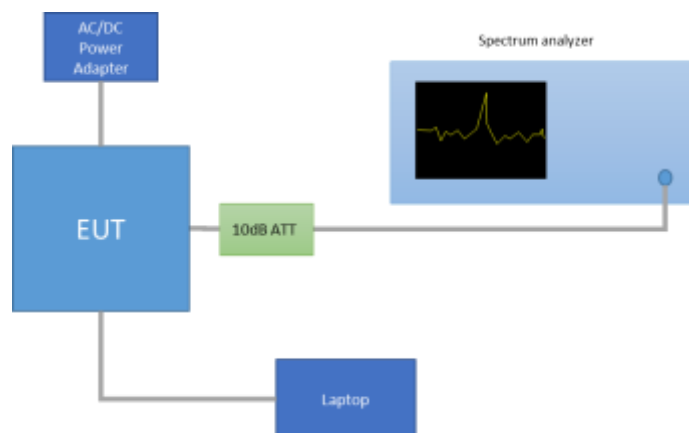 AC/DC
Power
Adapter
Spectrum analyzer
EUT
10dB ATT
Laptop